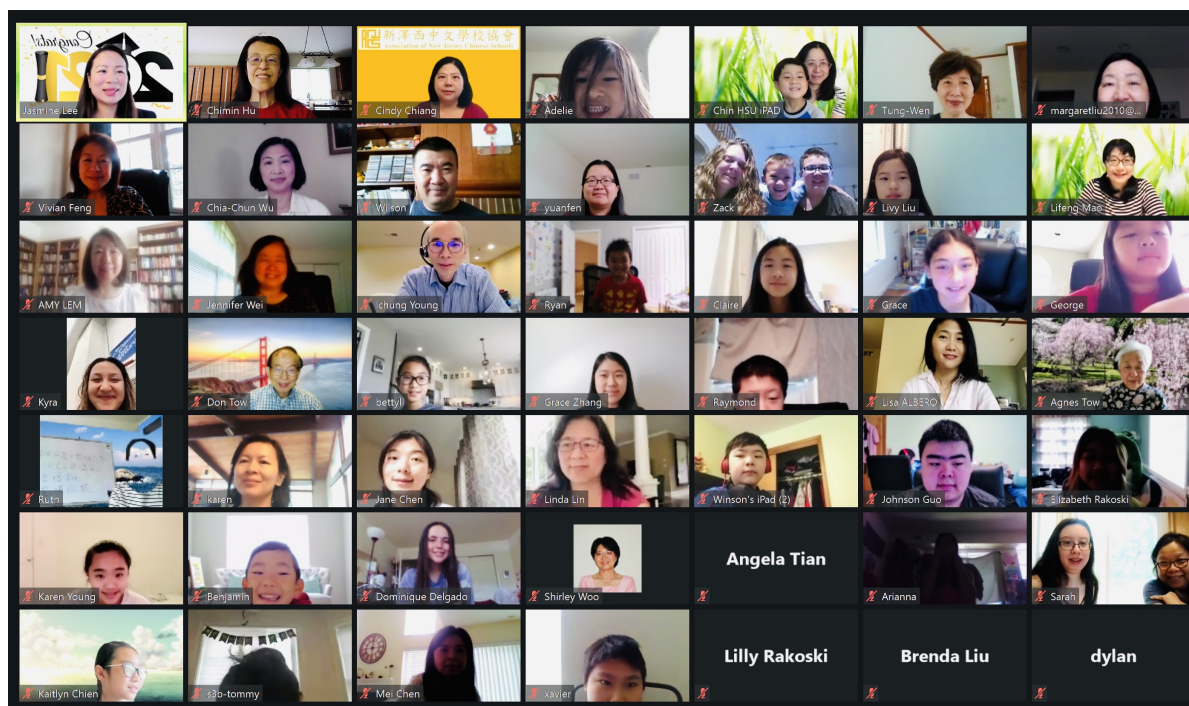 Congrats!
2021
Jasmine Lee
Chimin Hu
新澤西中文學校協會
Association of New Jersey Chinese Schools
Cindy Chiang
Adelie
Chin HSU iPAD
Tung-Wen
margaretliu2010@...
Vivian Feng
Chia-Chun Wu
Wilson
yuanfen
Zack
Livy Liu
Lifeng Mao
AMY LEM
Jennifer Wei
chung Young
Ryan
Claire
Grace
George
Kyra
Don Tow
bettyl
Grace Zhang
Raymond
Lisa ALBERO
Agnes Tow
Ruth
karen
Jane Chen
Linda Lin
Winson's iPad (2)
Johnson Guo
Elizabeth Rakoski
Karen Young
Benjamin
Dominique Delgado
Shirley Woo
Angela Tian
Arianna
Sarah
Kaitlyn Chien
s3b-tommy
Mei Chen
xavier
Lilly Rakoski
Brenda Liu
dylan